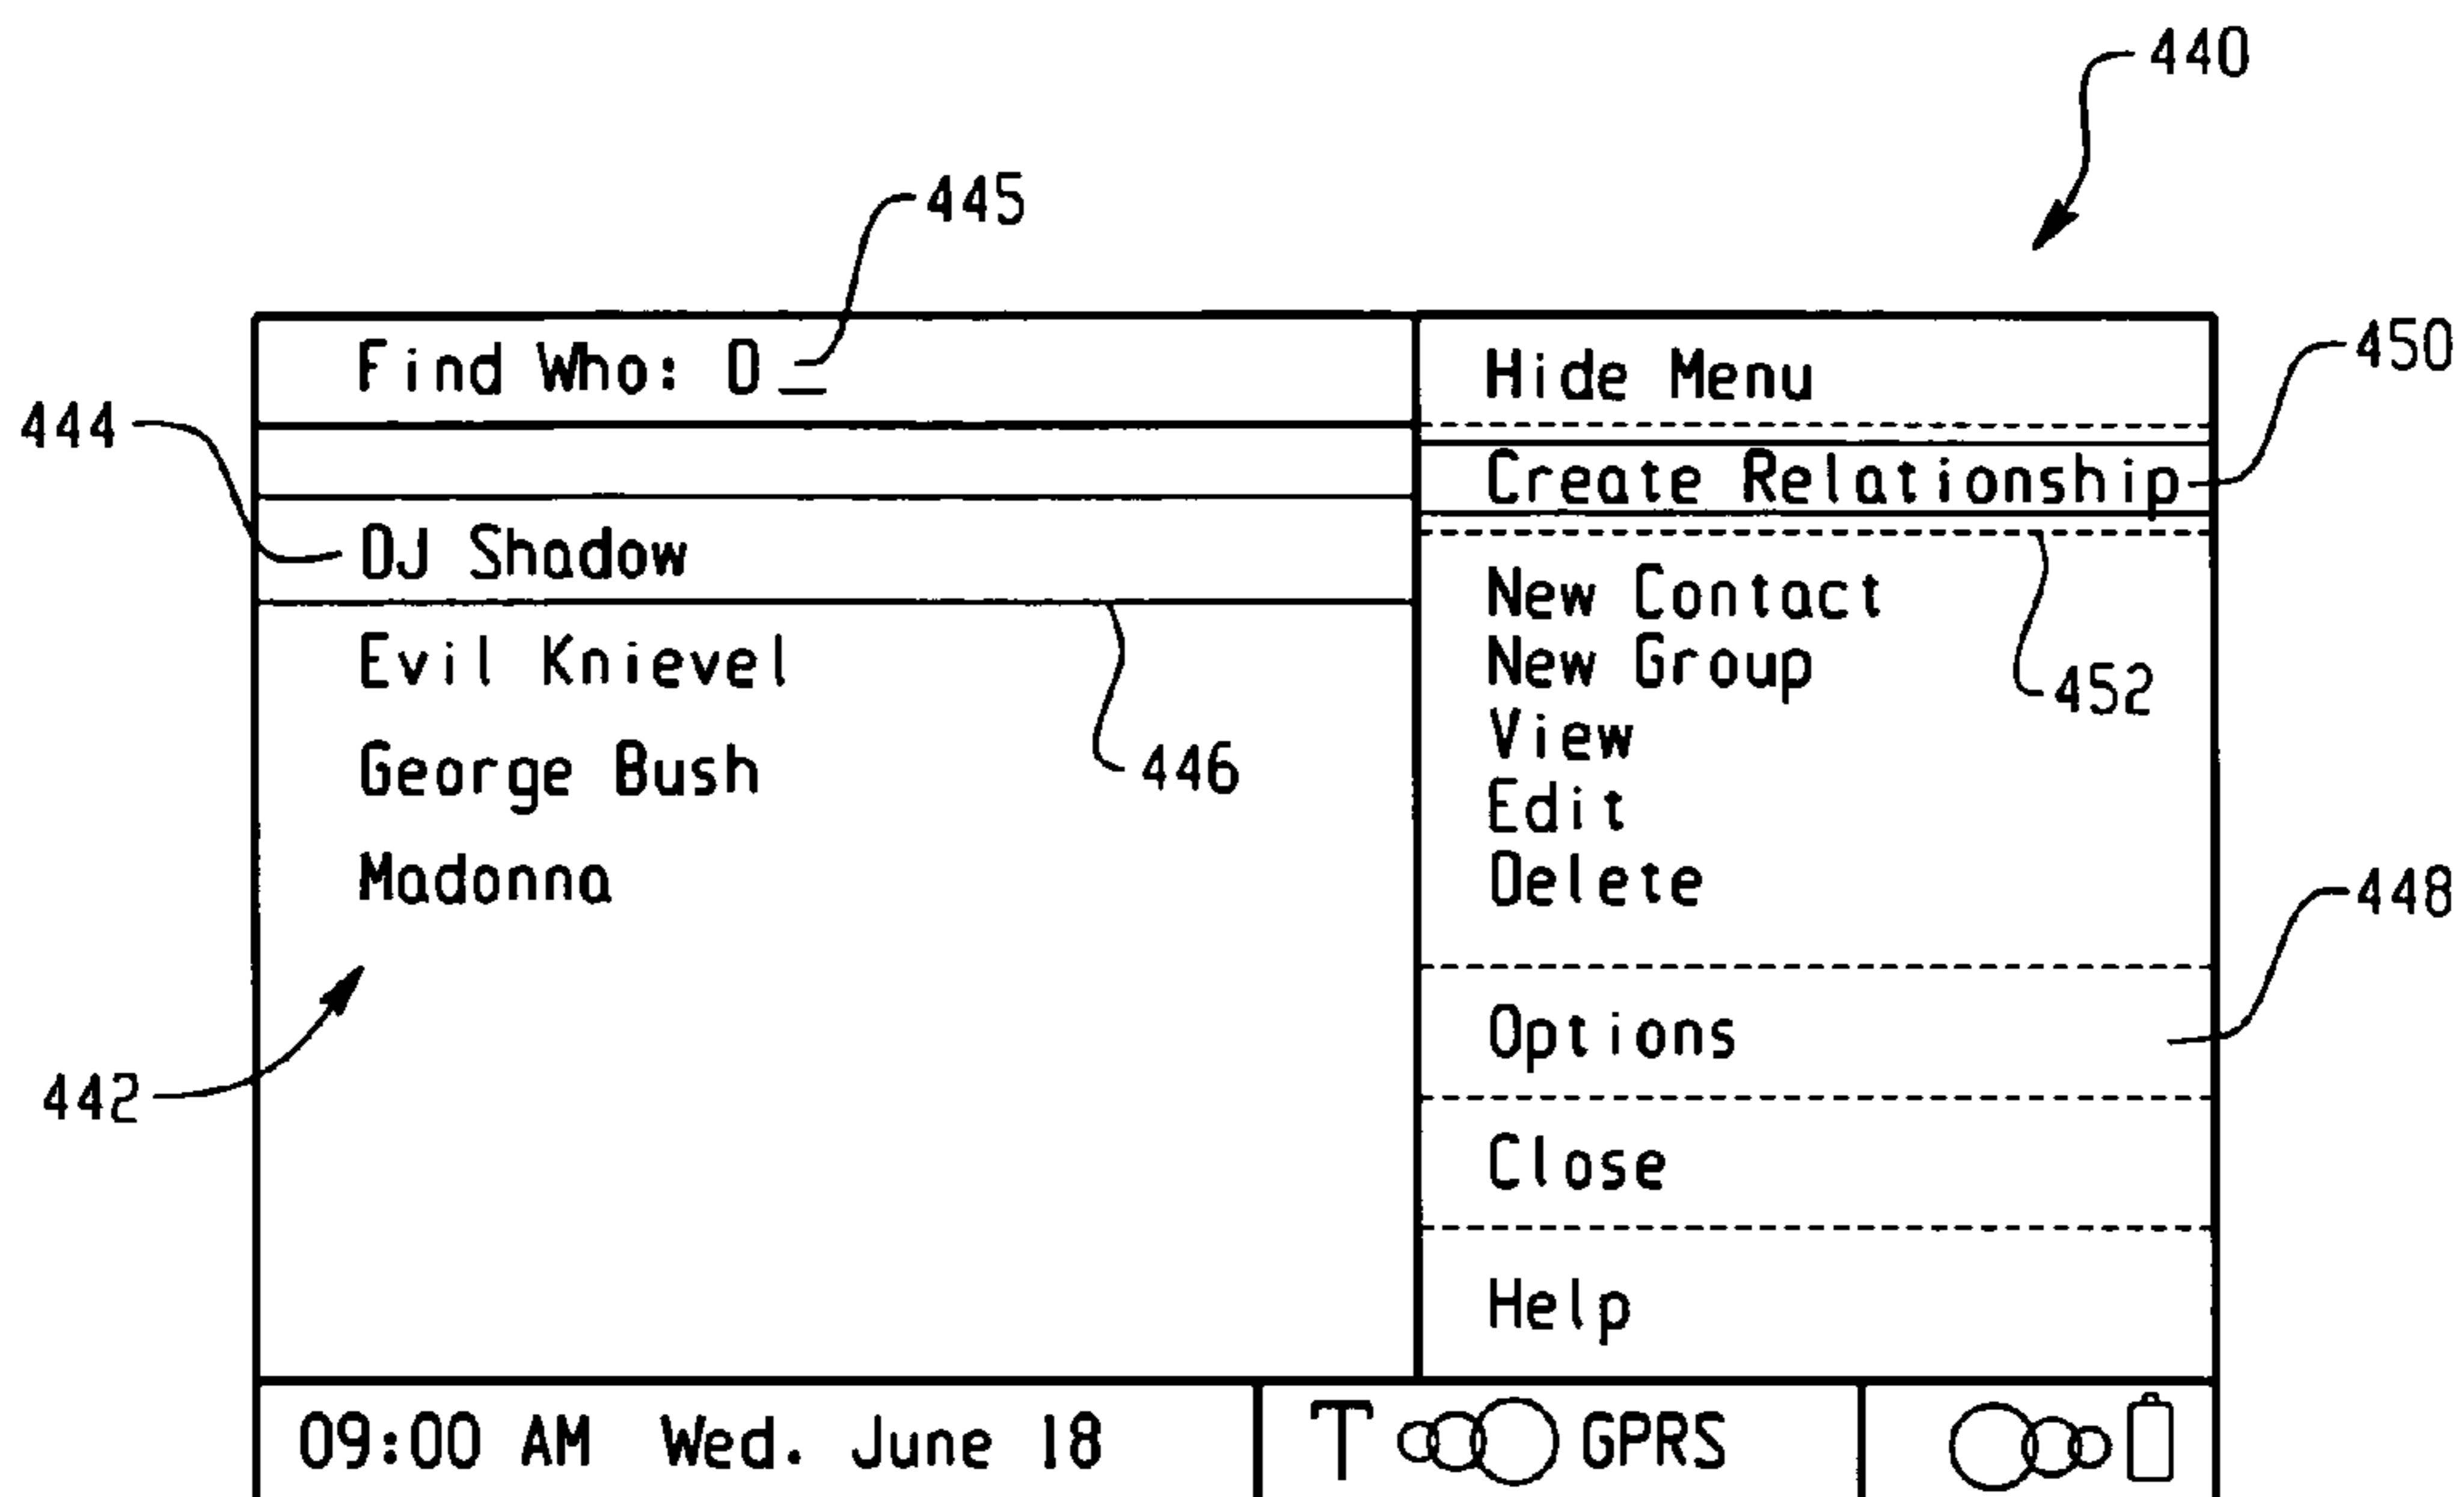 440
445
Find Who: D_
Hide Menu
450
444
Create Relationship
DJ Shadow
New Contact
Evil Knievel
New Group
452
View
George Bush
446
Edit
Madonna
Delete
448
Options
442
Close
Help
09:00 AM Wed. June 18
GPRS